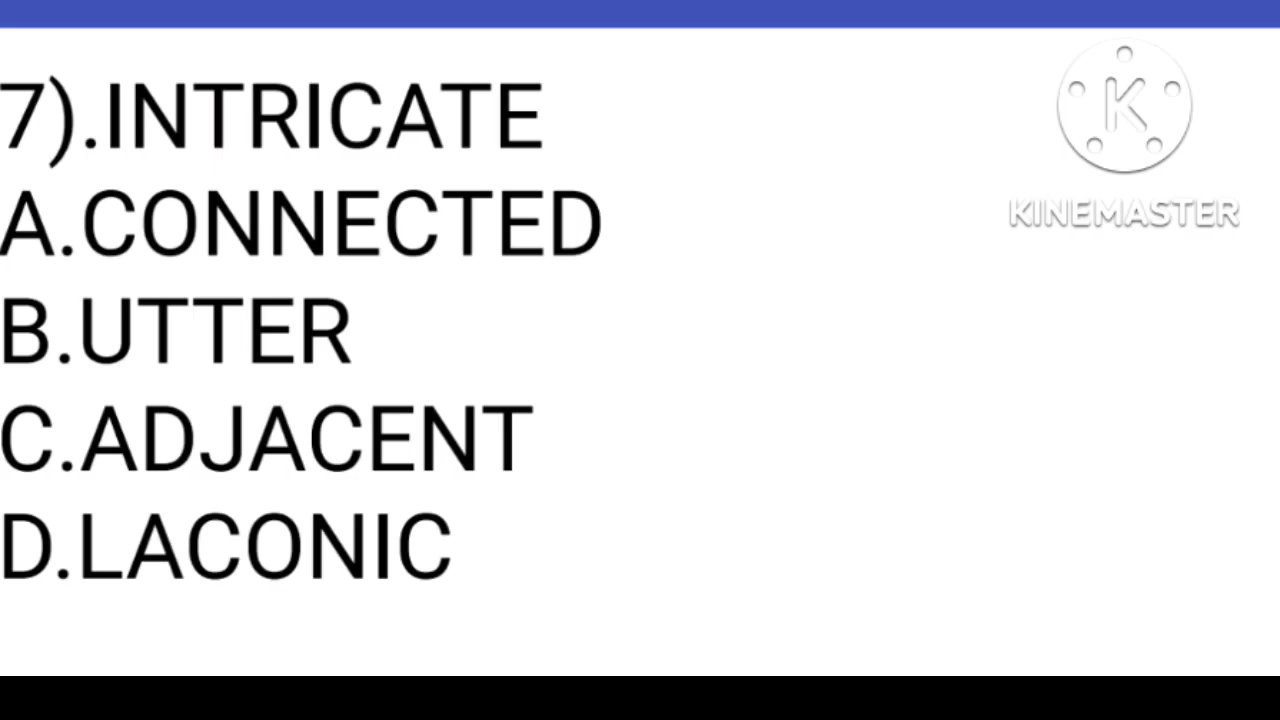 7).INTRICATE
A.CONNECTED
B.UTTER
C.ADJACENT
D.LACONIC
K
KINEMASTER